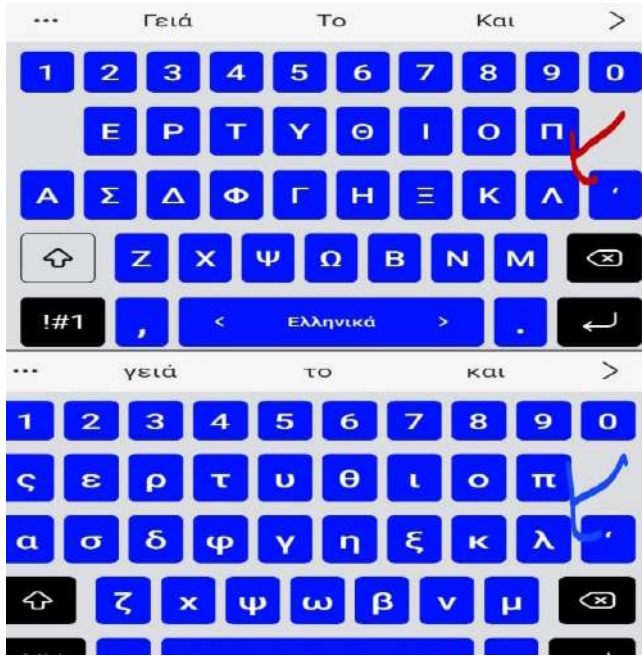 ... Γειά Το Και >
1 2 3 4 5 6 7 8 9 0
Ε Ρ Τ Υ Θ Ι Ο Π
Α Σ Δ Φ Γ Η Ξ Κ Λ ‘
Ζ Χ Ψ Ω Β Ν Μ
!#1 , < Ελληνικά > .
... γειά το και >
1 2 3 4 5 6 7 8 9 0
ς ε ρ τ υ θ ι ο π
α σ δ φ γ η ξ κ λ ‘
ζ χ ψ ω β ν μ